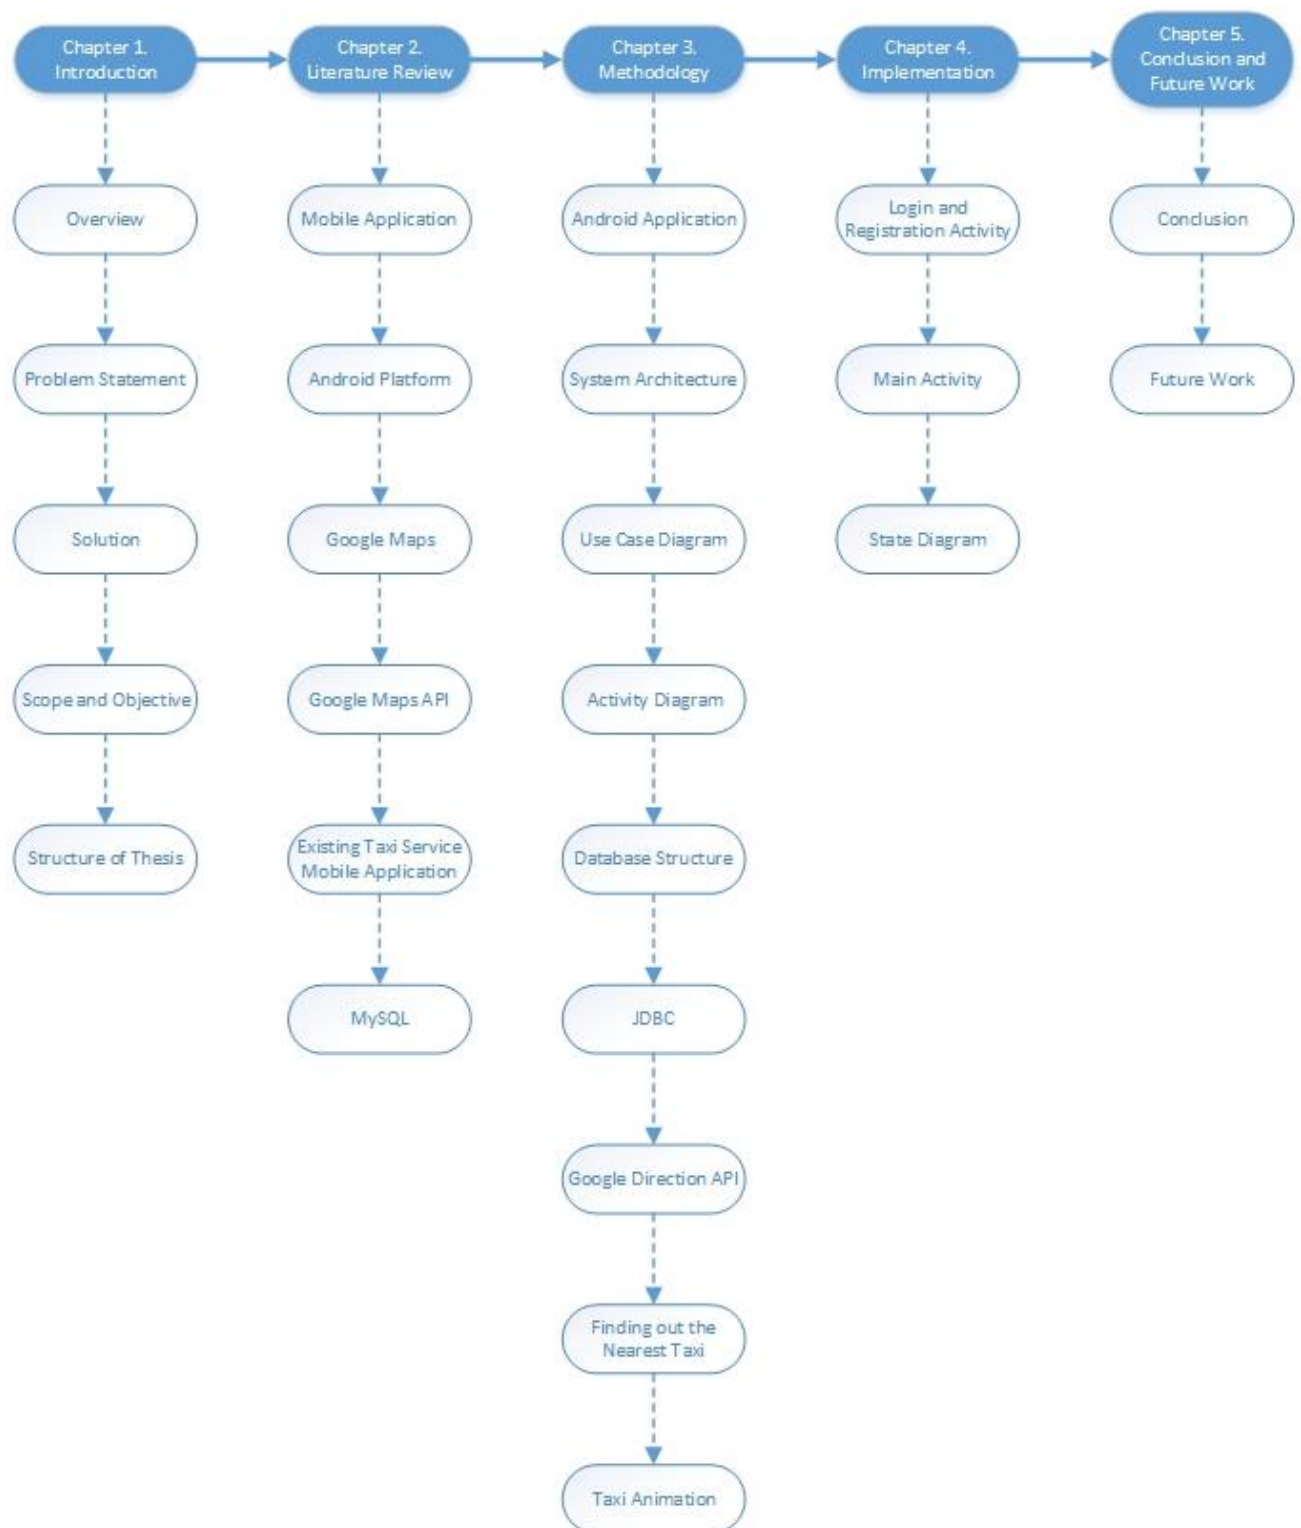 Chapter 1.
Introduction
Chapter 2.
Literature Review
Chapter 3.
Methodology
Chapter 4.
Implementation
Chapter 5.
Conclusion and
Future Work
Overview
Problem Statement
Solution
Scope and Objective
Structure of Thesis
Mobile Application
Android Platform
Google Maps
Google Maps API
Existing Taxi Service
Mobile Application
MySQL
Android Application
System Architecture
Use Case Diagram
Activity Diagram
Database Structure
JDBC
Google Direction API
Finding out the
Nearest Taxi
Taxi Animation
Login and
Registration Activity
Main Activity
State Diagram
Conclusion
Future Work